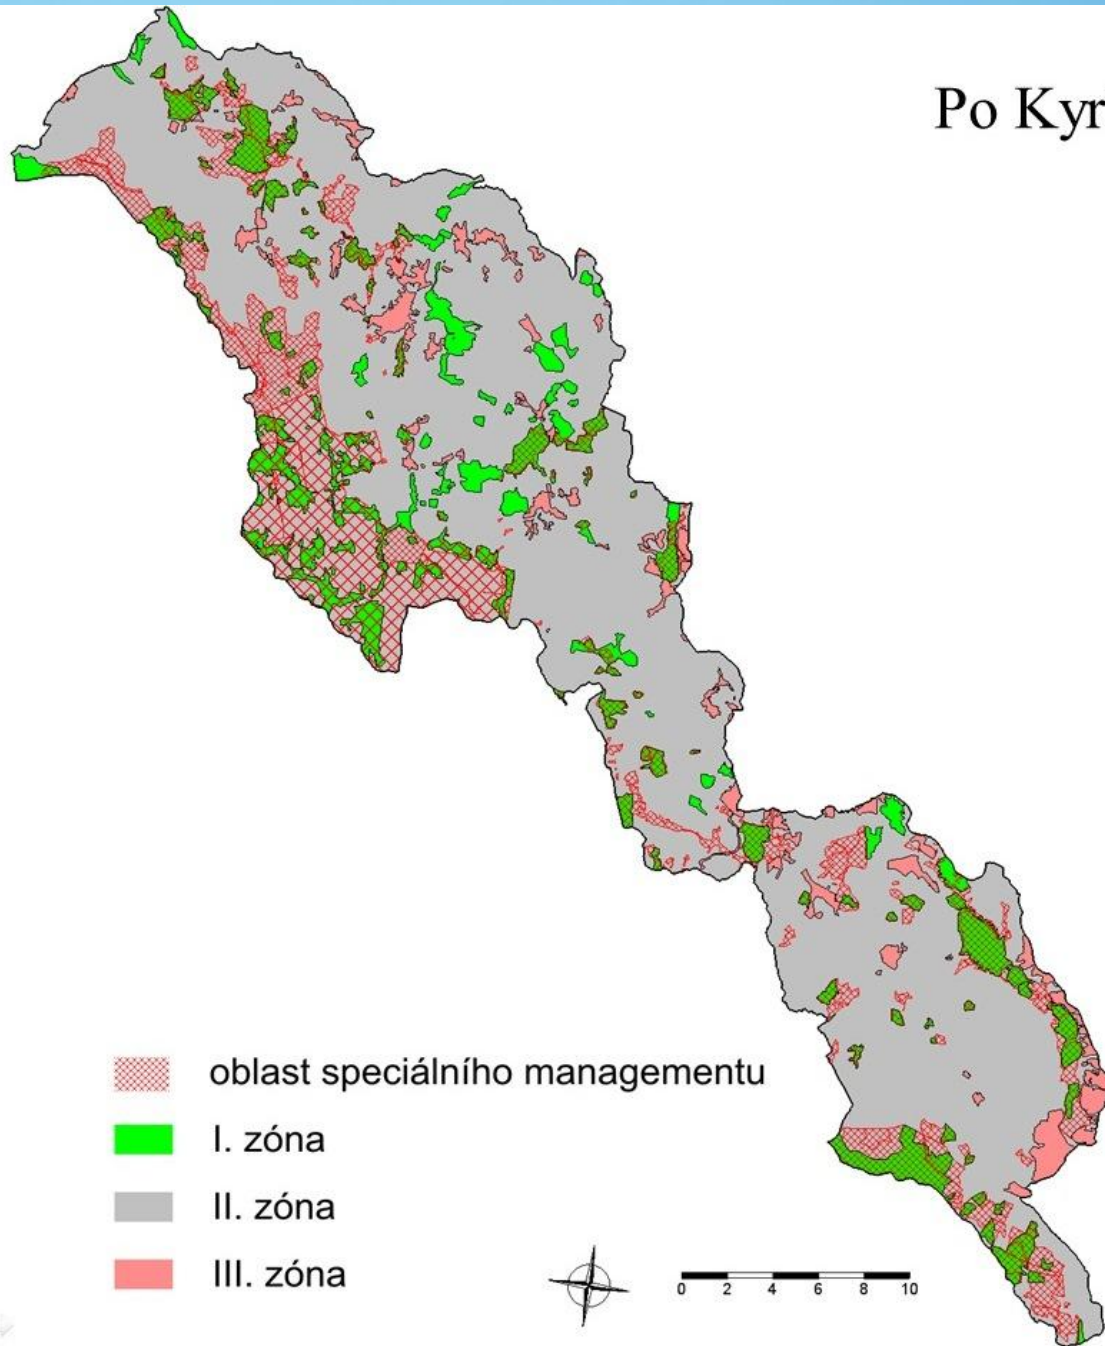 Po Kyr
oblast speciálního managementu
I. zóna
II. zóna
III. zóna
0 2 4 6 8 10